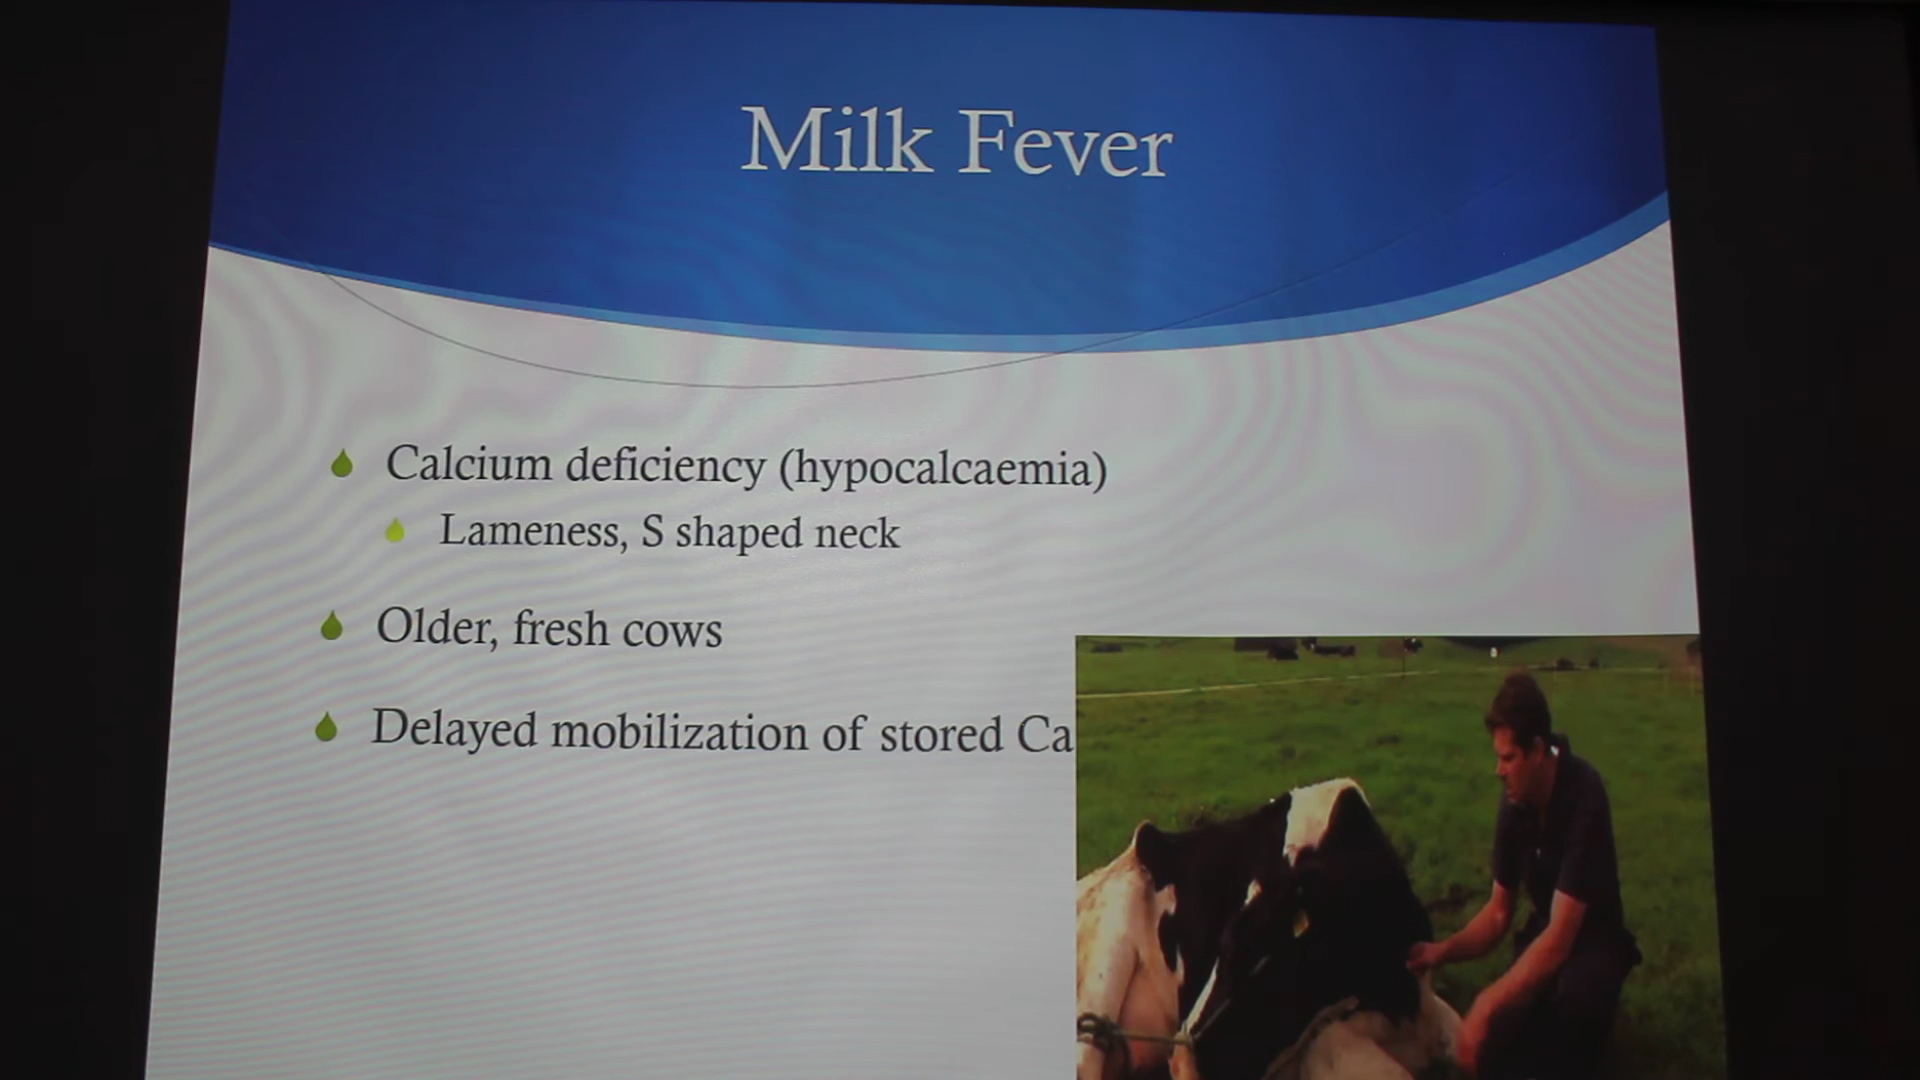 Milk Fever
Calcium deficiency (hypocalcaemia)
Lameness, S shaped neck
Older, fresh cows
Delayed mobilization of stored Ca